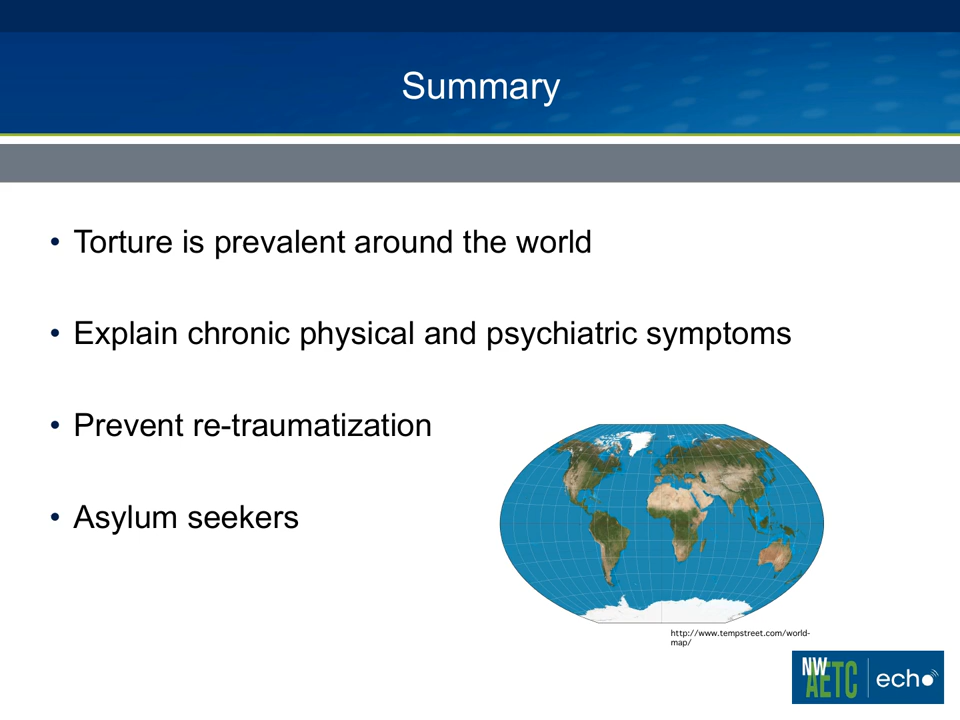 Summary
• Torture is prevalent around the world
• Explain chronic physical and psychiatric symptoms
• Prevent re-traumatization
• Asylum seekers
http://www.tempstreet.com/world-
map/
NW
AETC echo